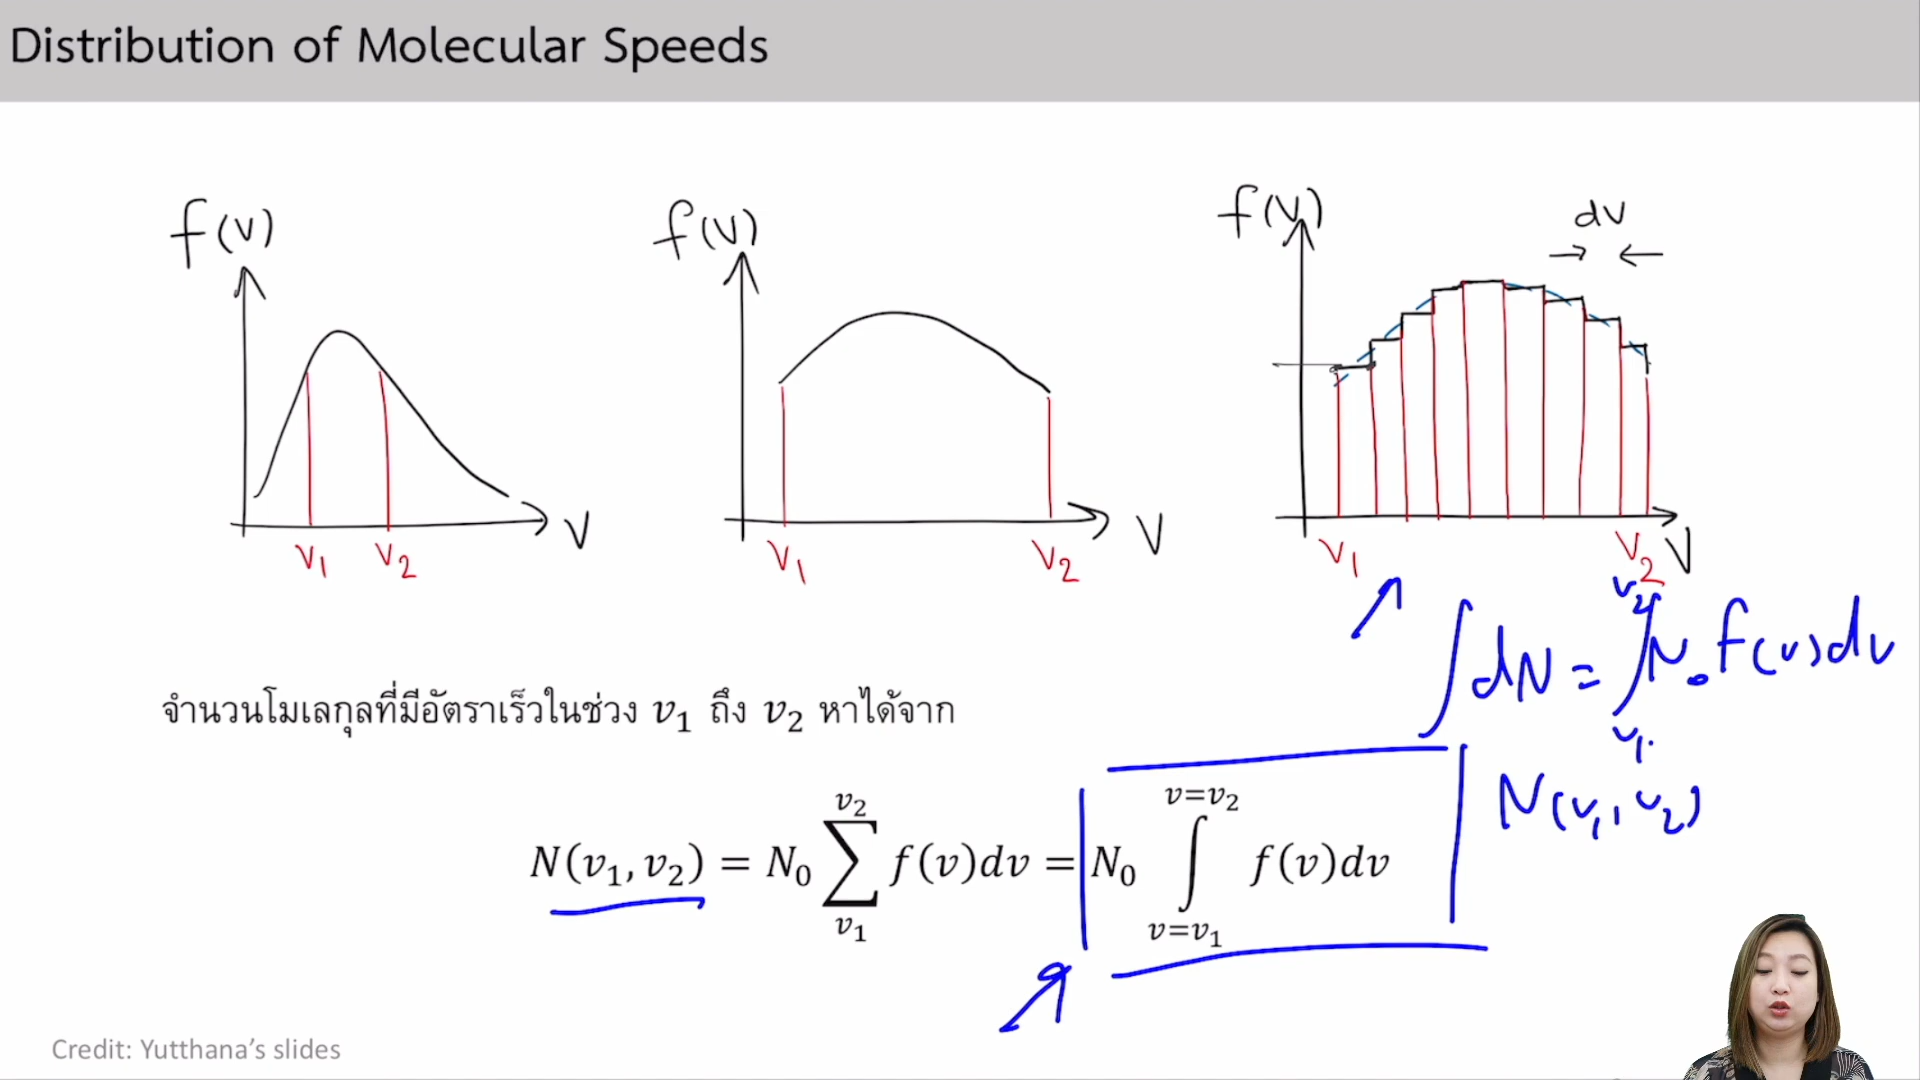 Distribution of Molecular Speeds
f(v)
v
v₁
v₂
f(v)
v
v₁
v₂
f(v)
dv
v
v₁
v₂
∫dN = ∫_{v₁}^{v₂} N₀ f(v)dv
จำนวนโมเลกุลที่มีอัตราเร็วในช่วง v₁ ถึง v₂ หาได้จาก
N(v₁, v₂) = N₀ ∑_{v₁}^{v₂} f(v)dv = N₀ ∫_{v=v₁}^{v=v₂} f(v)dv
N(v₁, v₂)
Credit: Yutthana’s slides